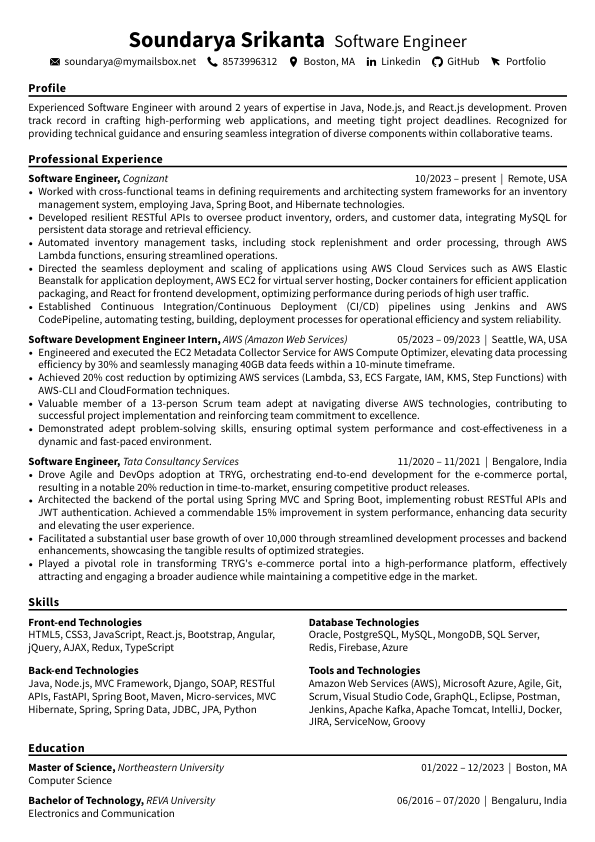 Soundarya Srikanta Software Engineer
soundarya@mymailsbox.net 8573996312 Boston, MA Linkedin GitHub Portfolio
Profile
Experienced Software Engineer with around 2 years of expertise in Java, Node.js, and React.js development. Proven
track record in crafting high-performing web applications, and meeting tight project deadlines. Recognized for
providing technical guidance and ensuring seamless integration of diverse components within collaborative teams.
Professional Experience
Software Engineer, Cognizant 10/2023 – present | Remote, USA
• Worked with cross-functional teams in defining requirements and architecting system frameworks for an inventory
management system, employing Java, Spring Boot, and Hibernate technologies.
• Developed resilient RESTful APIs to oversee product inventory, orders, and customer data, integrating MySQL for
persistent data storage and retrieval efficiency.
• Automated inventory management tasks, including stock replenishment and order processing, through AWS
Lambda functions, ensuring streamlined operations.
• Directed the seamless deployment and scaling of applications using AWS Cloud Services such as AWS Elastic
Beanstalk for application deployment, AWS EC2 for virtual server hosting, Docker containers for efficient application
packaging, and React for frontend development, optimizing performance during periods of high user traffic.
• Established Continuous Integration/Continuous Deployment (CI/CD) pipelines using Jenkins and AWS
CodePipeline, automating testing, building, deployment processes for operational efficiency and system reliability.
Software Development Engineer Intern, AWS (Amazon Web Services) 05/2023 – 09/2023 | Seattle, WA, USA
• Engineered and executed the EC2 Metadata Collector Service for AWS Compute Optimizer, elevating data processing
efficiency by 30% and seamlessly managing 40GB data feeds within a 10-minute timeframe.
• Achieved 20% cost reduction by optimizing AWS services (Lambda, S3, ECS Fargate, IAM, KMS, Step Functions) with
AWS-CLI and CloudFormation techniques.
• Valuable member of a 13-person Scrum team adept at navigating diverse AWS technologies, contributing to
successful project implementation and reinforcing team commitment to excellence.
• Demonstrated adept problem-solving skills, ensuring optimal system performance and cost-effectiveness in a
dynamic and fast-paced environment.
Software Engineer, Tata Consultancy Services 11/2020 – 11/2021 | Bengalore, India
• Drove Agile and DevOps adoption at TRYG, orchestrating end-to-end development for the e-commerce portal,
resulting in a notable 20% reduction in time-to-market, ensuring competitive product releases.
• Architected the backend of the portal using Spring MVC and Spring Boot, implementing robust RESTful APIs and
JWT authentication. Achieved a commendable 15% improvement in system performance, enhancing data security
and elevating the user experience.
• Facilitated a substantial user base growth of over 10,000 through streamlined development processes and backend
enhancements, showcasing the tangible results of optimized strategies.
• Played a pivotal role in transforming TRYG's e-commerce portal into a high-performance platform, effectively
attracting and engaging a broader audience while maintaining a competitive edge in the market.
Skills
Front-end Technologies
HTML5, CSS3, JavaScript, React.js, Bootstrap, Angular,
jQuery, AJAX, Redux, TypeScript
Database Technologies
Oracle, PostgreSQL, MySQL, MongoDB, SQL Server,
Redis, Firebase, Azure
Back-end Technologies
Java, Node.js, MVC Framework, Django, SOAP, RESTful
APIs, FastAPI, Spring Boot, Maven, Micro-services, MVC
Hibernate, Spring, Spring Data, JDBC, JPA, Python
Tools and Technologies
Amazon Web Services (AWS), Microsoft Azure, Agile, Git,
Scrum, Visual Studio Code, GraphQL, Eclipse, Postman,
Jenkins, Apache Kafka, Apache Tomcat, IntelliJ, Docker,
JIRA, ServiceNow, Groovy
Education
Master of Science, Northeastern University 01/2022 – 12/2023 | Boston, MA
Computer Science
Bachelor of Technology, REVA University 06/2016 – 07/2020 | Bengaluru, India
Electronics and Communication